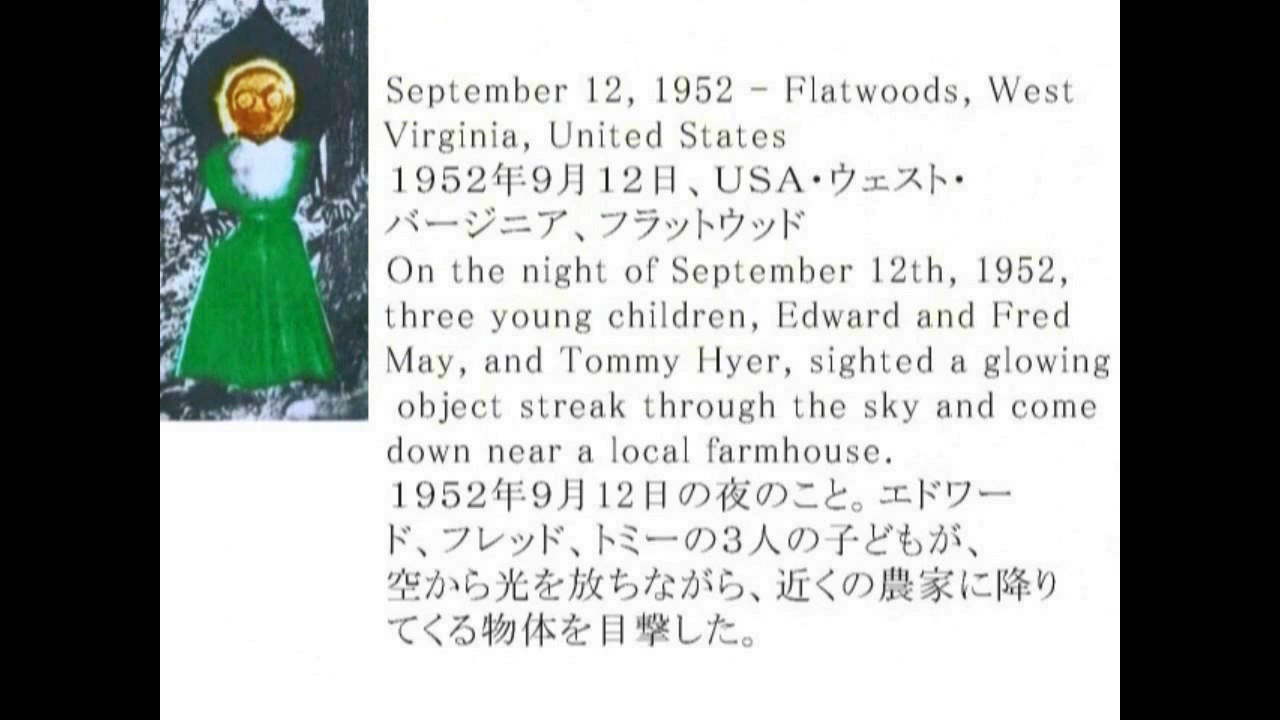 September 12, 1952 – Flatwoods, West
Virginia, United States
１９５２年９月１２日、ＵＳＡ・ウェスト・
バージニア、フラットウッド
On the night of September 12th, 1952,
three young children, Edward and Fred
May, and Tommy Hyer, sighted a glowing
object streak through the sky and come
down near a local farmhouse.
１９５２年９月１２日の夜のこと。エドワー
ド、フレッド、トミーの３人の子どもが、
空から光を放ちながら、近くの農家に降り
てくる物体を目撃した。